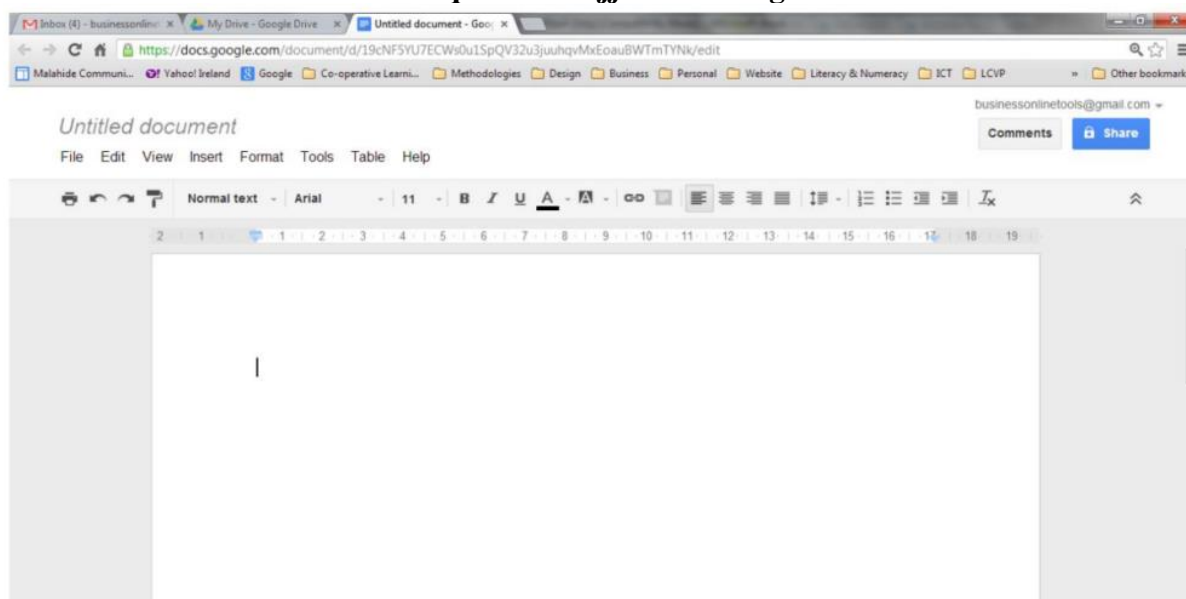 Inbox (4) - businessonline My Drive - Google Drive Untitled document - Goo
https://docs.google.com/document/d/19cNF5YU7ECWs0u1SpQV32u3juuhqvMxEoauBWTmTYNk/edit
Malahide Communi... Yahoo! Ireland Google Co-operative Learni... Methodologies Design Business Personal Website Literacy & Numeracy ICT LCVP » Other bookmark
businessonlinetools@gmail.com
Untitled document
Comments Share
File Edit View Insert Format Tools Table Help
Normal text Arial 11 B I U A A
2 1 1 2 3 4 5 6 7 8 9 10 11 12 13 14 15 16 17 18 19